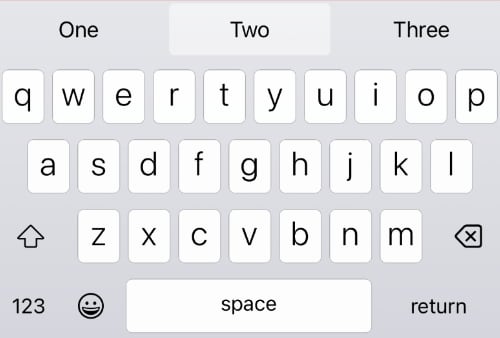 One Two Three
q w e r t y u i o p
a s d f g h j k l
z x c v b n m
123 space return